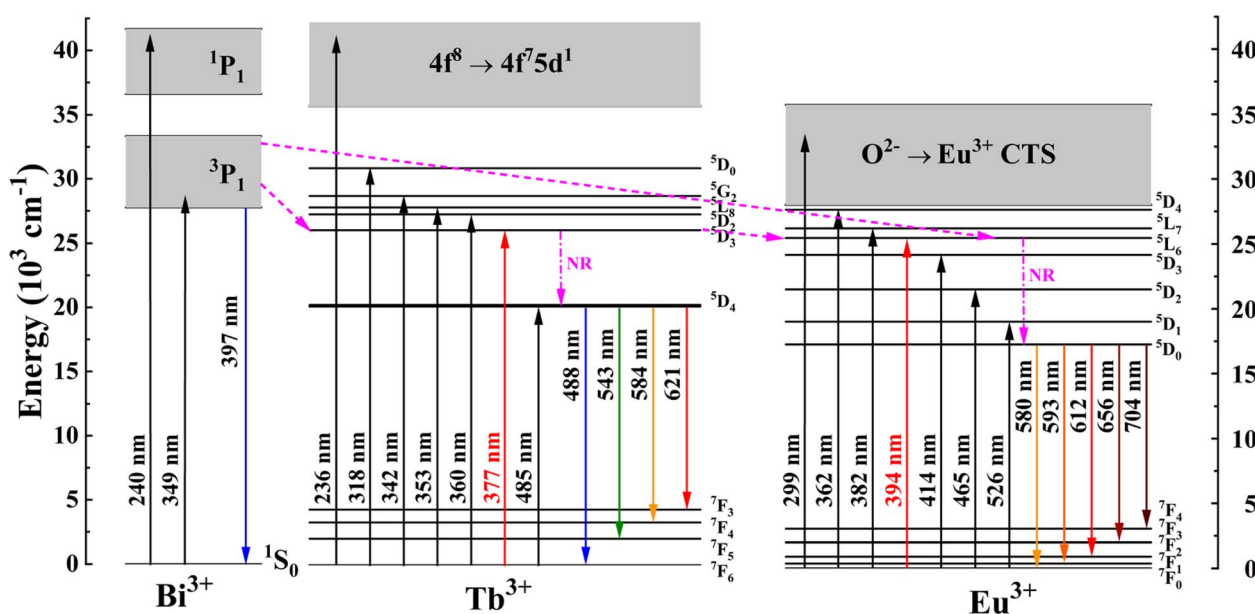 Energy (10³ cm⁻¹)
40
35
30
25
20
15
10
5
0
¹P₁
³P₁
240 nm
349 nm
397 nm
¹S₀
Bi³⁺
4f⁸ → 4f⁷5d¹
⁵D₀
⁵G₂
⁵L₈
⁵D₂
⁵D₃
NR
⁵D₄
236 nm
318 nm
342 nm
353 nm
360 nm
377 nm
485 nm
488 nm
543 nm
584 nm
621 nm
⁷F₃
⁷F₄
⁷F₅
⁷F₆
Tb³⁺
O²⁻ → Eu³⁺ CTS
⁵D₄
⁵L₇
⁵L₆
⁵D₃
⁵D₂
⁵D₁
⁵D₀
NR
299 nm
362 nm
382 nm
394 nm
414 nm
465 nm
526 nm
580 nm
593 nm
612 nm
656 nm
704 nm
⁷F₄
⁷F₃
⁷F₂
⁷F₁
⁷F₀
Eu³⁺
40
35
30
25
20
15
10
5
0